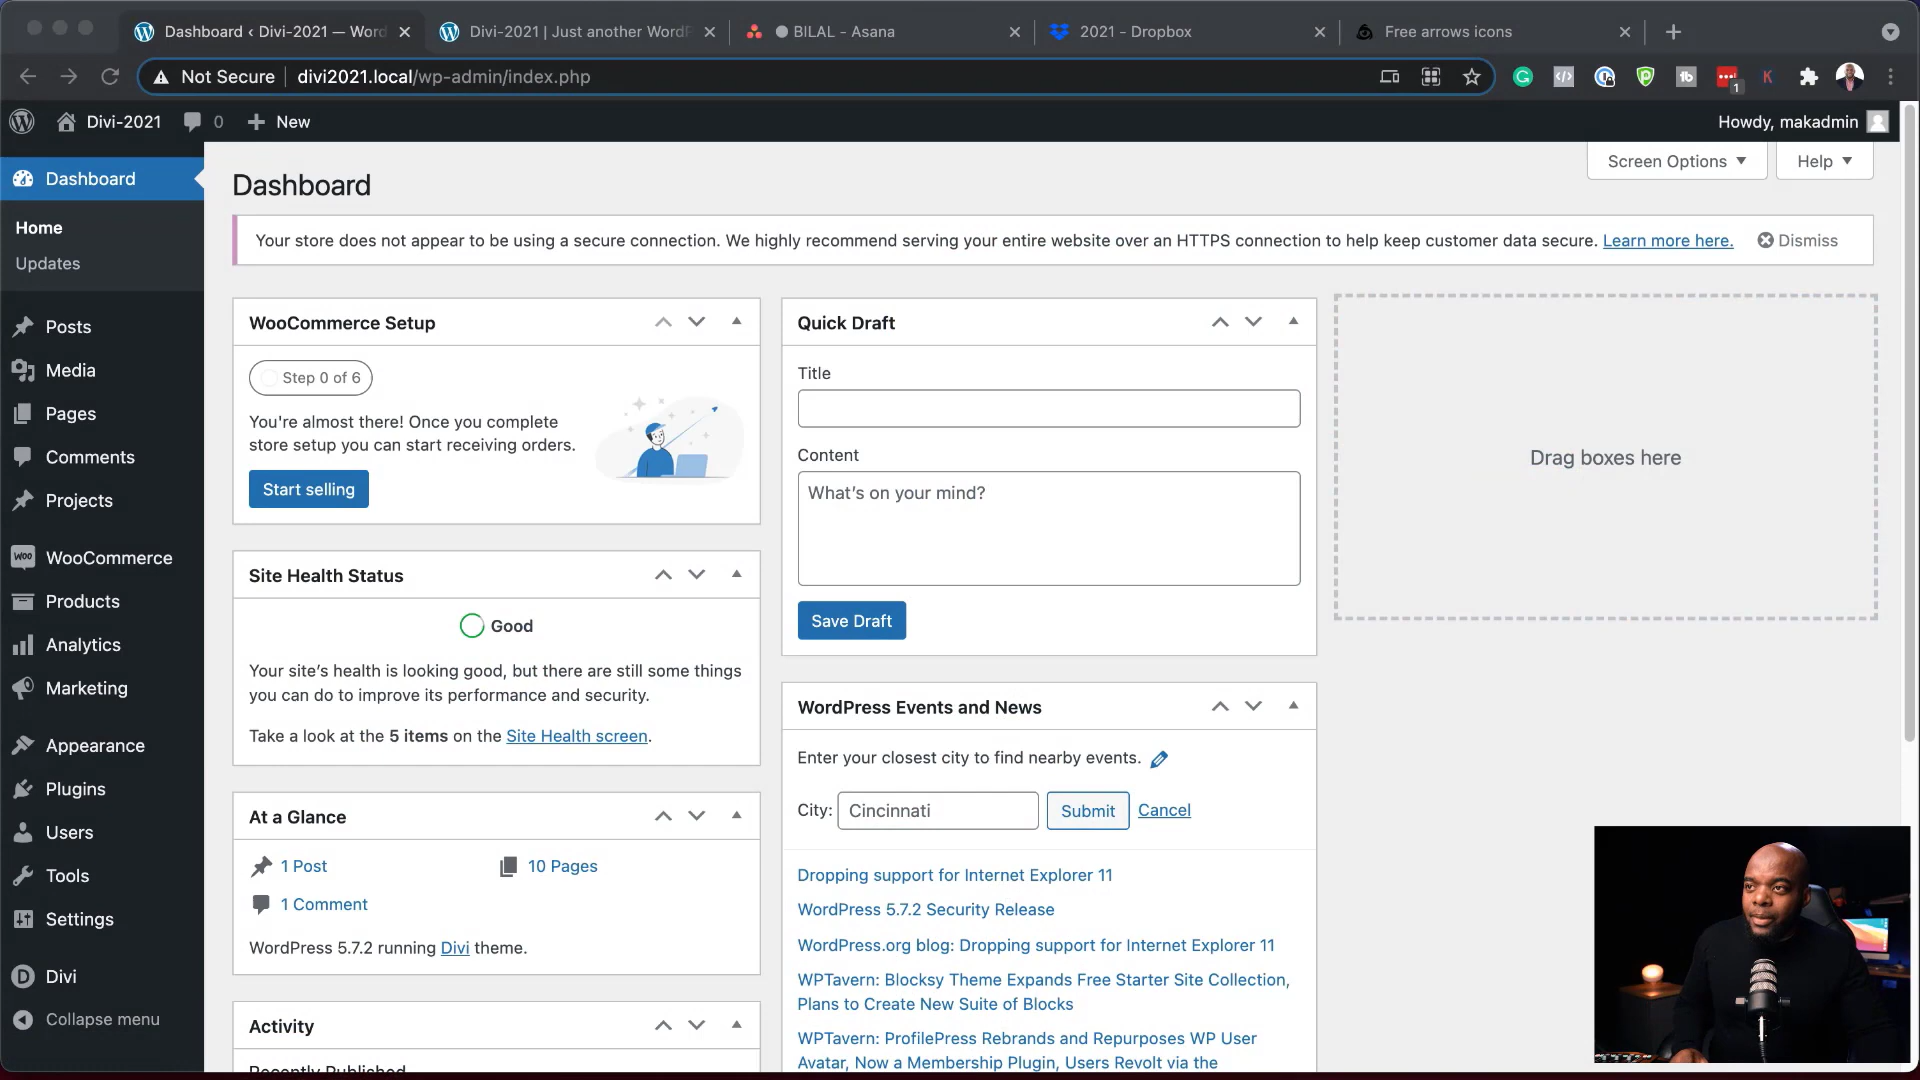 Dashboard ‹ Divi-2021 — Word
Divi-2021 | Just another WordP
BILAL - Asana
2021 - Dropbox
Free arrows icons
Not Secure
divi2021.local/wp-admin/index.php
1
Divi-2021
0
New
Howdy, makadmin
Screen Options
Help
Dashboard
Home
Updates
Posts
Media
Pages
Comments
Projects
WooCommerce
Products
Analytics
Marketing
Appearance
Plugins
Users
Tools
Settings
Divi
Collapse menu
Dashboard
Your store does not appear to be using a secure connection. We highly recommend serving your entire website over an HTTPS connection to help keep customer data secure. Learn more here.
Dismiss
WooCommerce Setup
Step 0 of 6
You're almost there! Once you complete
store setup you can start receiving orders.
Start selling
Site Health Status
Good
Your site's health is looking good, but there are still some things
you can do to improve its performance and security.
Take a look at the 5 items on the Site Health screen.
At a Glance
1 Post
10 Pages
1 Comment
WordPress 5.7.2 running Divi theme.
Activity
Recently Published
Quick Draft
Title
Content
What's on your mind?
Save Draft
WordPress Events and News
Enter your closest city to find nearby events.
City:
Cincinnati
Submit
Cancel
Dropping support for Internet Explorer 11
WordPress 5.7.2 Security Release
WordPress.org blog: Dropping support for Internet Explorer 11
WPTavern: Blocksy Theme Expands Free Starter Site Collection,
Plans to Create New Suite of Blocks
WPTavern: ProfilePress Rebrands and Repurposes WP User
Avatar, Now a Membership Plugin, Users Revolt via the
Drag boxes here